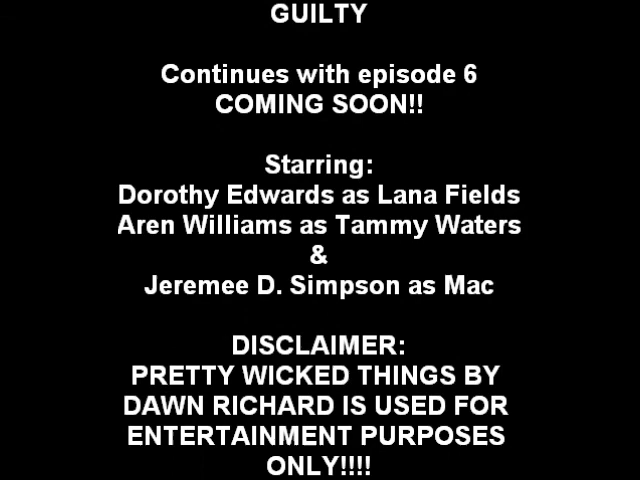 GUILTY
Continues with episode 6
COMING SOON!!
Starring:
Dorothy Edwards as Lana Fields
Aren Williams as Tammy Waters
&
Jeremee D. Simpson as Mac
DISCLAIMER:
PRETTY WICKED THINGS BY
DAWN RICHARD IS USED FOR
ENTERTAINMENT PURPOSES
ONLY!!!!